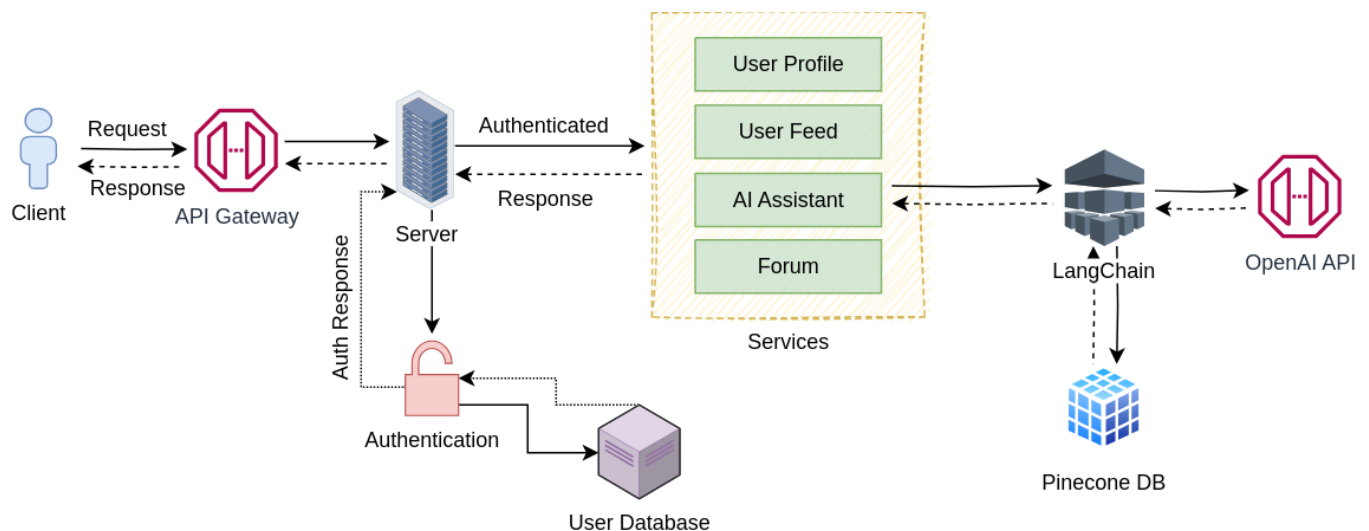 Request
Response
Client
API Gateway
Server
Authenticated
Response
User Profile
User Feed
AI Assistant
Forum
Services
LangChain
OpenAI API
Pinecone DB
Auth Response
Authentication
User Database